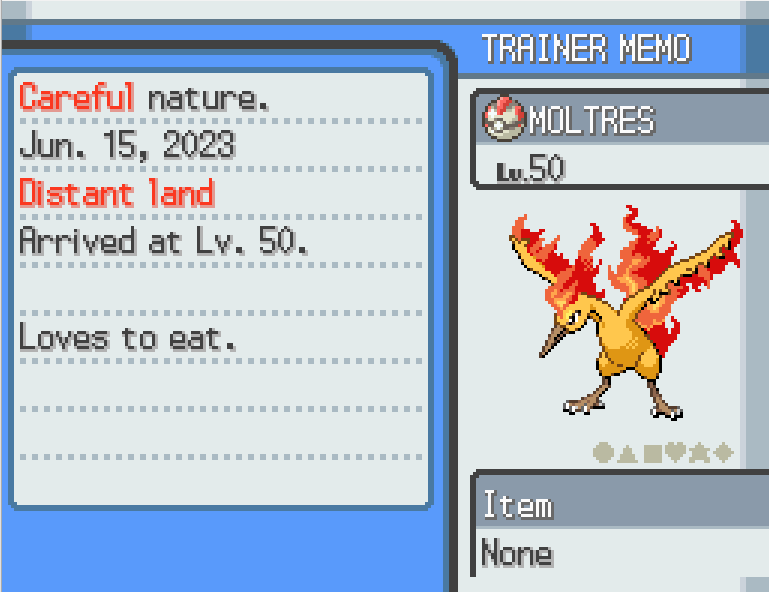 TRAINER MEMO
Careful nature.
Jun. 15, 2023
Distant land
Arrived at Lv. 50.
Loves to eat.
MOLTRES
Lv.50
Item
None